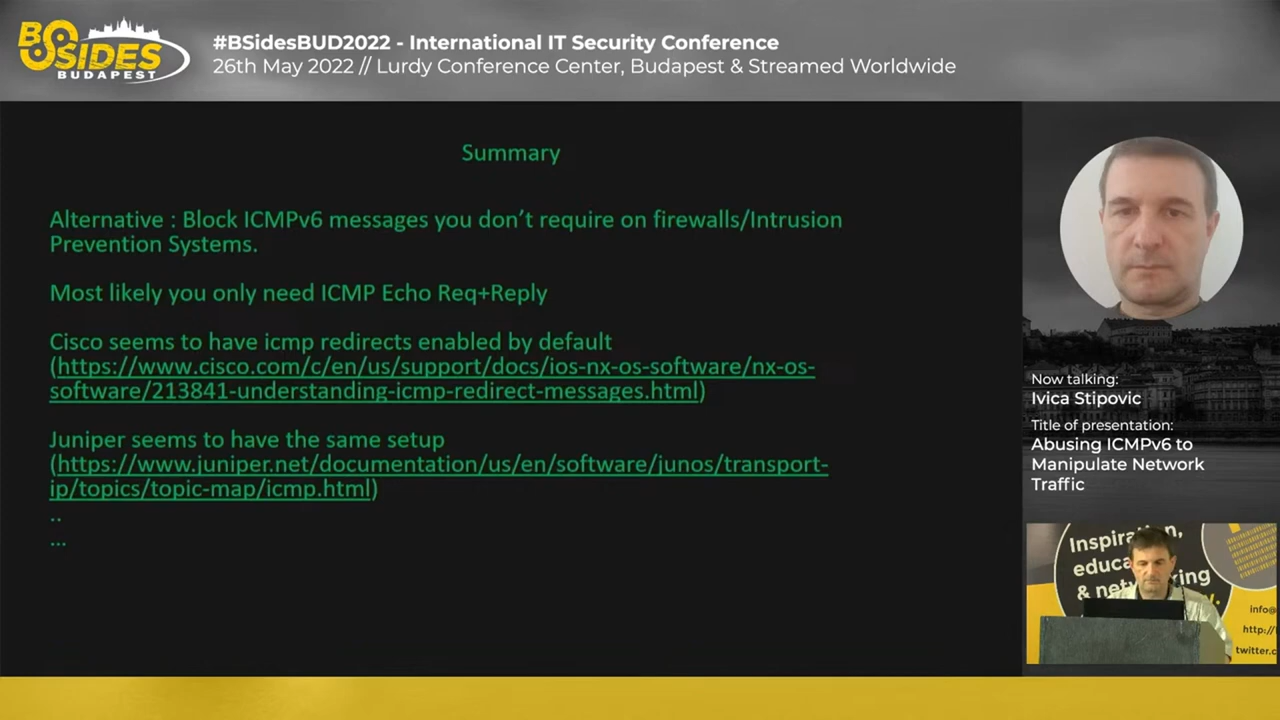 BSIDES
BUDAPEST
#BSidesBUD2022 - International IT Security Conference
26th May 2022 // Lurdy Conference Center, Budapest & Streamed Worldwide
Summary
Alternative : Block ICMPv6 messages you don’t require on firewalls/Intrusion
Prevention Systems.
Most likely you only need ICMP Echo Req+Reply
Cisco seems to have icmp redirects enabled by default
(https://www.cisco.com/c/en/us/support/docs/ios-nx-os-software/nx-os-
software/213841-understanding-icmp-redirect-messages.html)
Juniper seems to have the same setup
(https://www.juniper.net/documentation/us/en/software/junos/transport-
ip/topics/topic-map/icmp.html)
..
...
Now talking:
Ivica Stipovic
Title of presentation:
Abusing ICMPv6 to
Manipulate Network
Traffic
Inspira
educa
& ne king
info@
http://
twitter.c